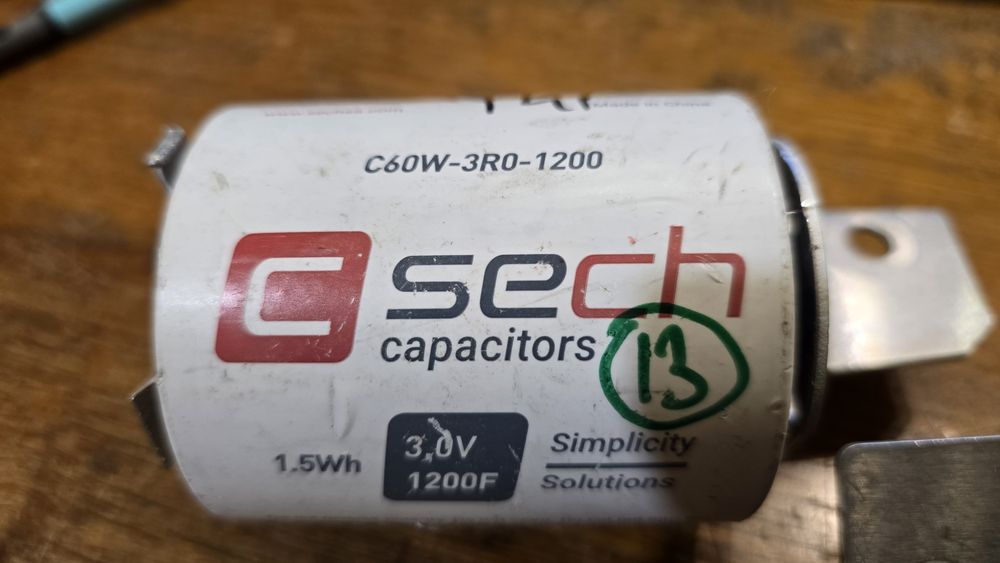 Made in China
C60W-3R0-1200
sech
capacitors
13
1.5Wh
3,0V
1200F
Simplicity
Solutions